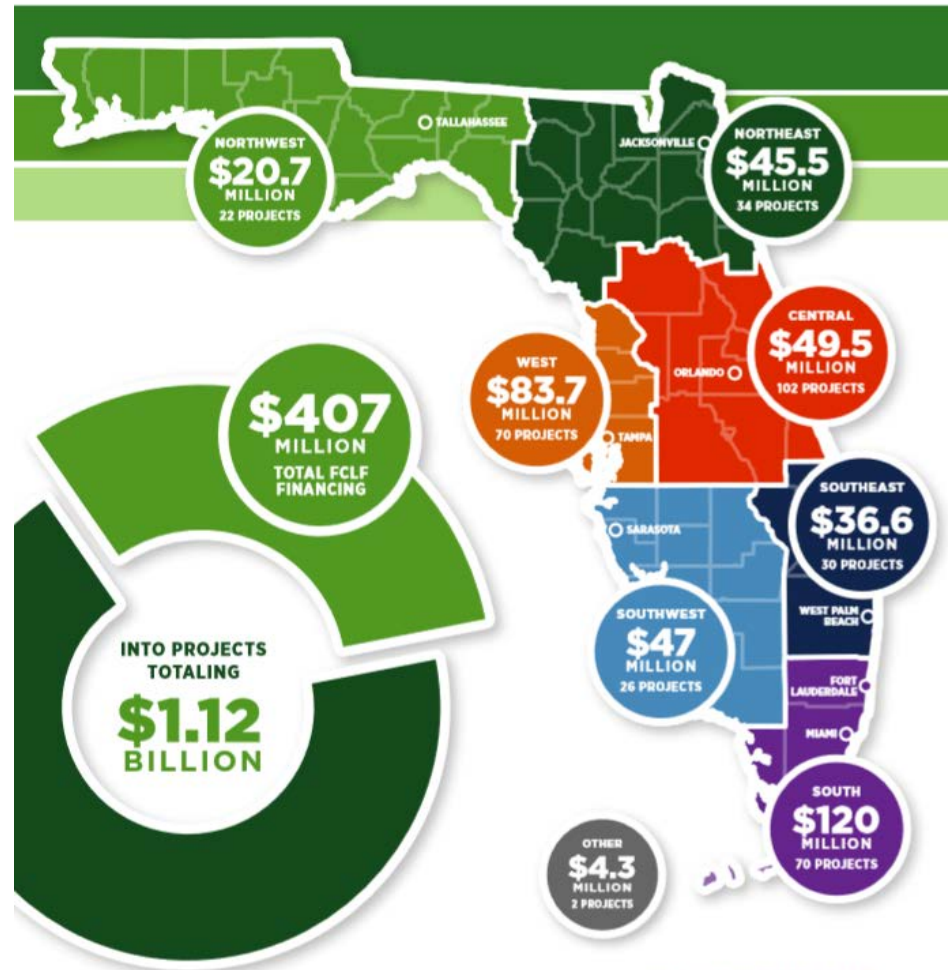 TALLAHASSEE
NORTHWEST
$20.7
MILLION
22 PROJECTS
JACKSONVILLE
NORTHEAST
$45.5
MILLION
34 PROJECTS
CENTRAL
$49.5
MILLION
102 PROJECTS
ORLANDO
WEST
$83.7
MILLION
70 PROJECTS
TAMPA
$407
MILLION
TOTAL FCLF
FINANCING
SOUTHEAST
$36.6
MILLION
30 PROJECTS
SARASOTA
WEST PALM
BEACH
SOUTHWEST
$47
MILLION
26 PROJECTS
INTO PROJECTS
TOTALING
$1.12
BILLION
FORT
LAUDERDALE
MIAMI
SOUTH
$120
MILLION
70 PROJECTS
OTHER
$4.3
MILLION
2 PROJECTS